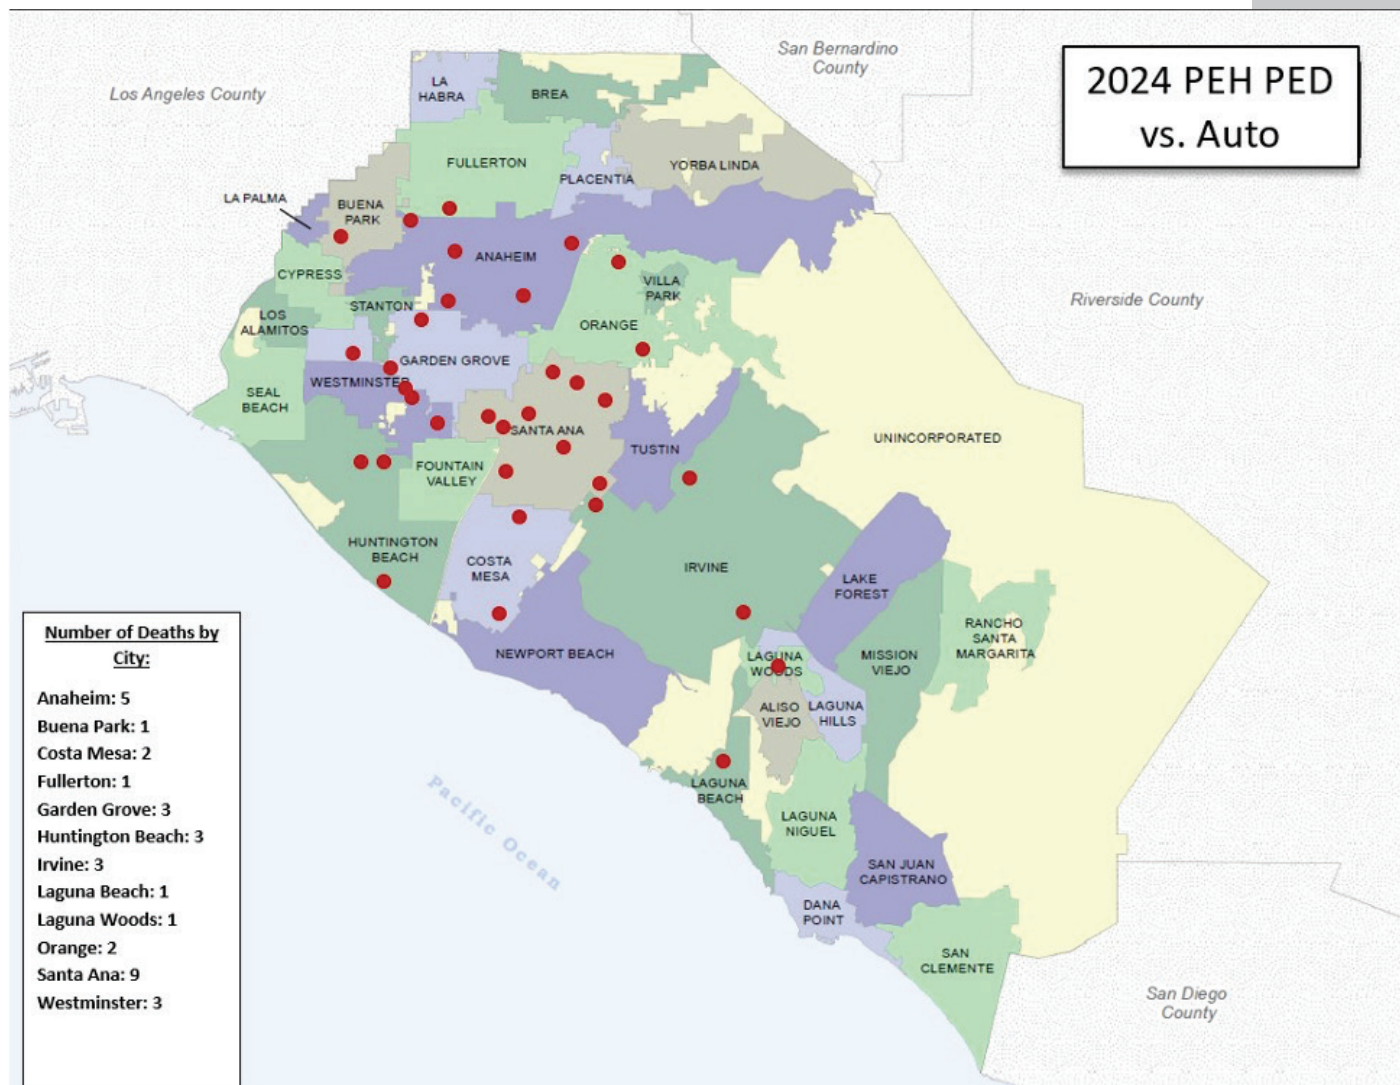 San Bernardino
County
2024 PEH PED
vs. Auto
Los Angeles County
LA
HABRA
BREA
FULLERTON
PLACENTIA
YORBA LINDA
LA PALMA
BUENA
PARK
ANAHEIM
CYPRESS
VILLA
PARK
STANTON
Riverside County
LOS
ALAMITOS
ORANGE
GARDEN GROVE
WESTMINSTER
SEAL
BEACH
SANTA ANA
UNINCORPORATED
TUSTIN
FOUNTAIN
VALLEY
HUNTINGTON
BEACH
COSTA
MESA
IRVINE
LAKE
FOREST
RANCHO
SANTA
MARGARITA
NEWPORT BEACH
LAGUNA
WOODS
MISSION
VIEJO
ALISO
VIEJO
LAGUNA
HILLS
LAGUNA
BEACH
LAGUNA
NIGUEL
SAN JUAN
CAPISTRANO
DANA
POINT
SAN
CLEMENTE
San Diego
County
Pacific Ocean
Number of Deaths by
City:
Anaheim: 5
Buena Park: 1
Costa Mesa: 2
Fullerton: 1
Garden Grove: 3
Huntington Beach: 3
Irvine: 3
Laguna Beach: 1
Laguna Woods: 1
Orange: 2
Santa Ana: 9
Westminster: 3